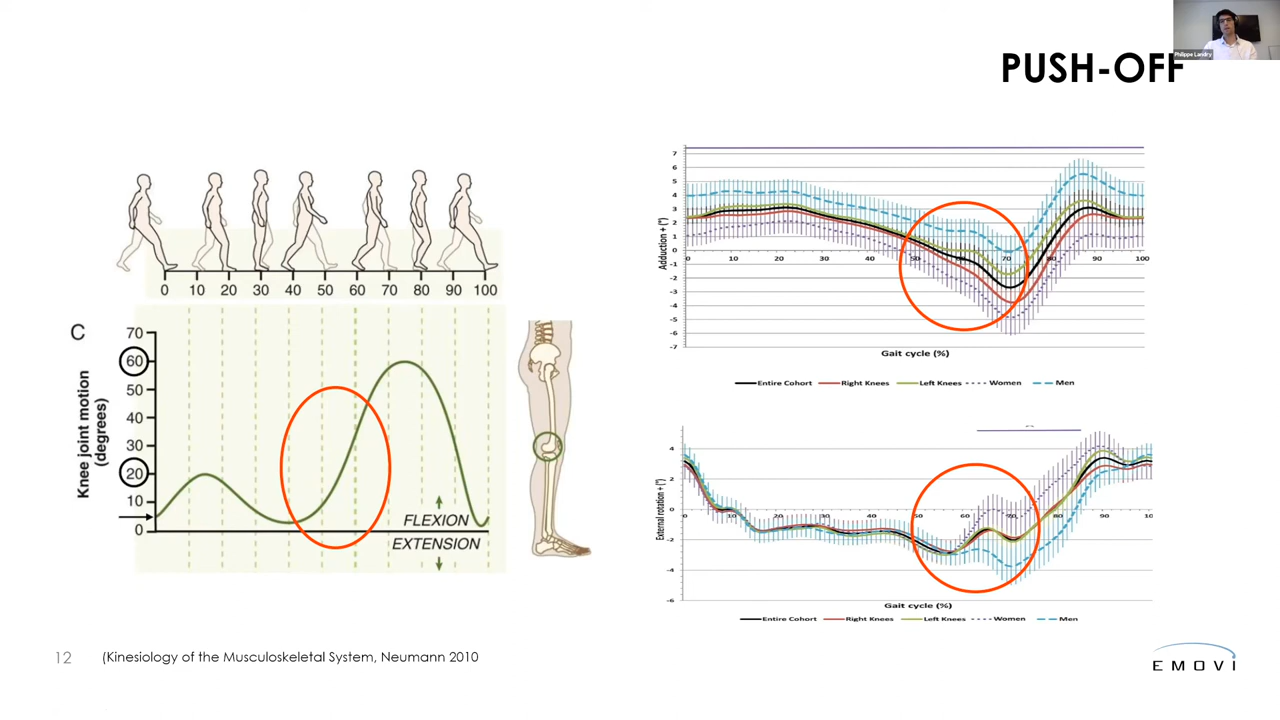 Philippe Landry
PUSH-OFF
0 10 20 30 40 50 60 70 80 90 100
C
Knee joint motion
(degrees)
70
60
50
40
30
20
10
0
FLEXION
EXTENSION
Adduction + (°)
7
6
5
4
3
2
1
0
-1
-2
-3
-4
-5
-6
-7
0 10 20 30 40 50 60 70 80 90 100
Gait cycle (%)
Entire Cohort Right Knees Left Knees Women Men
External rotation + (°)
4
2
0
-2
-4
-6
0 10 20 30 40 50 60 70 80 90 10
Gait cycle (%)
Entire Cohort Right Knees Left Knees Women Men
12 (Kinesiology of the Musculoskeletal System, Neumann 2010
EMOVI